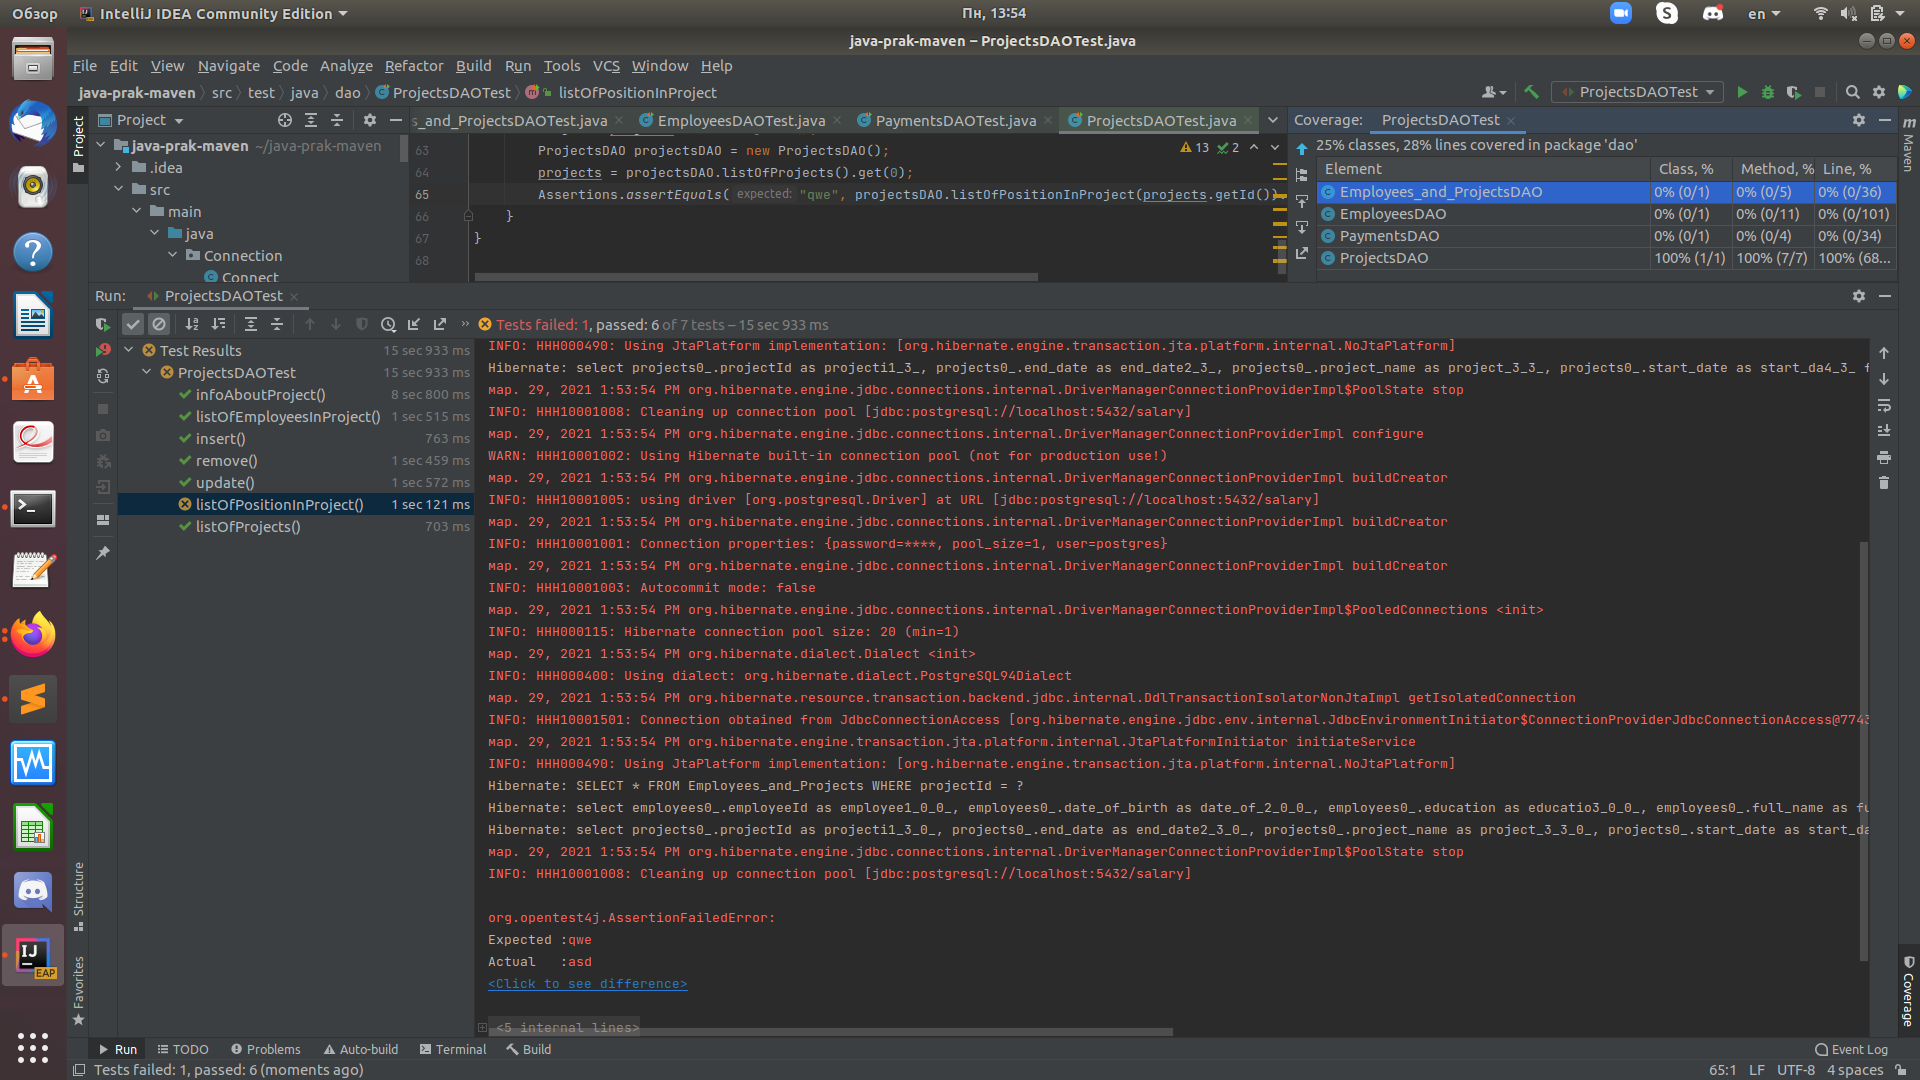 Обзор IntelliJ IDEA Community Edition Пн, 13:54 en
java-prak-maven – ProjectsDAOTest.java
File Edit View Navigate Code Analyze Refactor Build Run Tools VCS Window Help
java-prak-maven src test java dao ProjectsDAOTest listOfPositionInProject ProjectsDAOTest
Project s_and_ProjectsDAOTest.java EmployeesDAOTest.java PaymentsDAOTest.java ProjectsDAOTest.java Coverage: ProjectsDAOTest
Project
Maven
java-prak-maven ~/java-prak-maven
.idea
src
main
java
Connection
Connect
63 ProjectsDAO projectsDAO = new ProjectsDAO();
64 projects = projectsDAO.listOfProjects().get(0);
65 Assertions.assertEquals( expected: "qwe", projectsDAO.listOfPositionInProject(projects.getId())
66 }
67 }
68
13 2
25% classes, 28% lines covered in package 'dao'
Element Class, % Method, % Line, %
Employees_and_ProjectsDAO 0% (0/1) 0% (0/5) 0% (0/36)
EmployeesDAO 0% (0/1) 0% (0/11) 0% (0/101)
PaymentsDAO 0% (0/1) 0% (0/4) 0% (0/34)
ProjectsDAO 100% (1/1) 100% (7/7) 100% (68...
Run: ProjectsDAOTest
Tests failed: 1, passed: 6 of 7 tests – 15 sec 933 ms
Test Results 15 sec 933 ms
ProjectsDAOTest 15 sec 933 ms
infoAboutProject() 8 sec 800 ms
listOfEmployeesInProject() 1 sec 515 ms
insert() 763 ms
remove() 1 sec 459 ms
update() 1 sec 572 ms
listOfPositionInProject() 1 sec 121 ms
listOfProjects() 703 ms
INFO: HHH000490: Using JtaPlatform implementation: [org.hibernate.engine.transaction.jta.platform.internal.NoJtaPlatform]
Hibernate: select projects0_.projectId as projecti1_3_, projects0_.end_date as end_date2_3_, projects0_.project_name as project_3_3_, projects0_.start_date as start_da4_3_ f
мар. 29, 2021 1:53:54 PM org.hibernate.engine.jdbc.connections.internal.DriverManagerConnectionProviderImpl$PoolState stop
INFO: HHH10001008: Cleaning up connection pool [jdbc:postgresql://localhost:5432/salary]
мар. 29, 2021 1:53:54 PM org.hibernate.engine.jdbc.connections.internal.DriverManagerConnectionProviderImpl configure
WARN: HHH10001002: Using Hibernate built-in connection pool (not for production use!)
мар. 29, 2021 1:53:54 PM org.hibernate.engine.jdbc.connections.internal.DriverManagerConnectionProviderImpl buildCreator
INFO: HHH10001005: using driver [org.postgresql.Driver] at URL [jdbc:postgresql://localhost:5432/salary]
мар. 29, 2021 1:53:54 PM org.hibernate.engine.jdbc.connections.internal.DriverManagerConnectionProviderImpl buildCreator
INFO: HHH10001001: Connection properties: {password=****, pool_size=1, user=postgres}
мар. 29, 2021 1:53:54 PM org.hibernate.engine.jdbc.connections.internal.DriverManagerConnectionProviderImpl buildCreator
INFO: HHH10001003: Autocommit mode: false
мар. 29, 2021 1:53:54 PM org.hibernate.engine.jdbc.connections.internal.DriverManagerConnectionProviderImpl$PooledConnections <init>
INFO: HHH000115: Hibernate connection pool size: 20 (min=1)
мар. 29, 2021 1:53:54 PM org.hibernate.dialect.Dialect <init>
INFO: HHH000400: Using dialect: org.hibernate.dialect.PostgreSQL94Dialect
мар. 29, 2021 1:53:54 PM org.hibernate.resource.transaction.backend.jdbc.internal.DdlTransactionIsolatorNonJtaImpl getIsolatedConnection
INFO: HHH10001501: Connection obtained from JdbcConnectionAccess [org.hibernate.engine.jdbc.env.internal.JdbcEnvironmentInitiator$ConnectionProviderJdbcConnectionAccess@7743
мар. 29, 2021 1:53:54 PM org.hibernate.engine.transaction.jta.platform.internal.JtaPlatformInitiator initiateService
INFO: HHH000490: Using JtaPlatform implementation: [org.hibernate.engine.transaction.jta.platform.internal.NoJtaPlatform]
Hibernate: SELECT * FROM Employees_and_Projects WHERE projectId = ?
Hibernate: select employees0_.employeeId as employee1_0_0_, employees0_.date_of_birth as date_of_2_0_0_, employees0_.education as educatio3_0_0_, employees0_.full_name as fu
Hibernate: select projects0_.projectId as projecti1_3_0_, projects0_.end_date as end_date2_3_0_, projects0_.project_name as project_3_3_0_, projects0_.start_date as start_da
мар. 29, 2021 1:53:54 PM org.hibernate.engine.jdbc.connections.internal.DriverManagerConnectionProviderImpl$PoolState stop
INFO: HHH10001008: Cleaning up connection pool [jdbc:postgresql://localhost:5432/salary]
org.opentest4j.AssertionFailedError:
Expected :qwe
Actual :asd
<Click to see difference>
<5 internal lines>
Structure
Favorites
Coverage
IJ
EAP
Run TODO Problems Auto-build Terminal Build Event Log
Tests failed: 1, passed: 6 (moments ago) 65:1 LF UTF-8 4 spaces